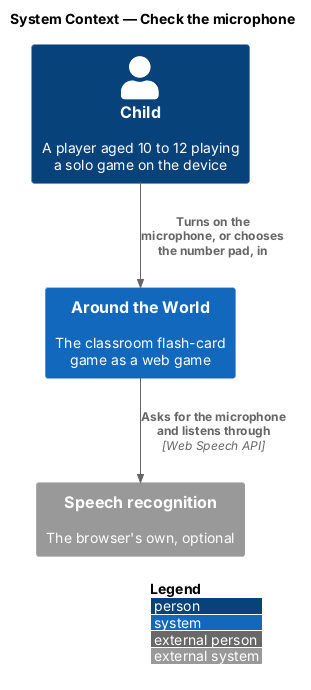 System Context — Check the microphone
Child
A player aged 10 to 12 playing
a solo game on the device
Turns on the
microphone, or chooses
the number pad, in
Around the World
The classroom flash-card
game as a web game
Asks for the microphone
and listens through
[Web Speech API]
Speech recognition
The browser's own, optional
Legend
person
system
external person
external system